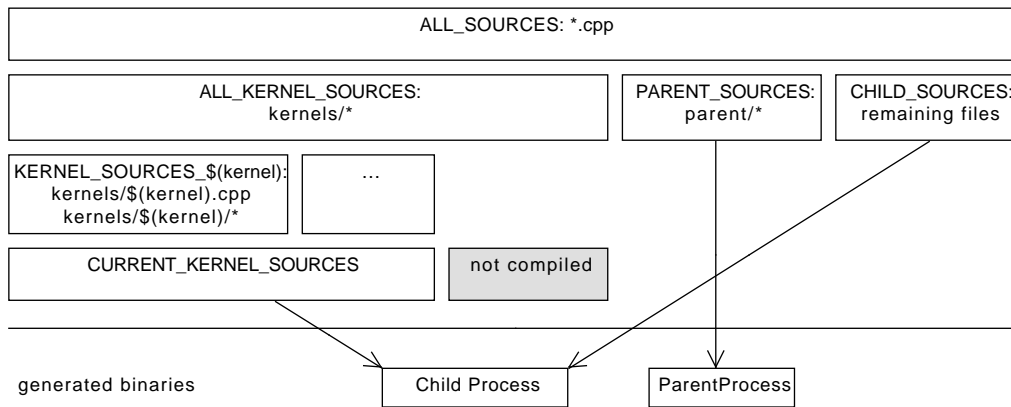 ALL_SOURCES: *.cpp
ALL_KERNEL_SOURCES:
kernels/*
PARENT_SOURCES:
parent/*
CHILD_SOURCES:
remaining files
KERNEL_SOURCES_$(kernel):
kernels/$(kernel).cpp
kernels/$(kernel)/*
...
CURRENT_KERNEL_SOURCES
not compiled
generated binaries
Child Process
ParentProcess